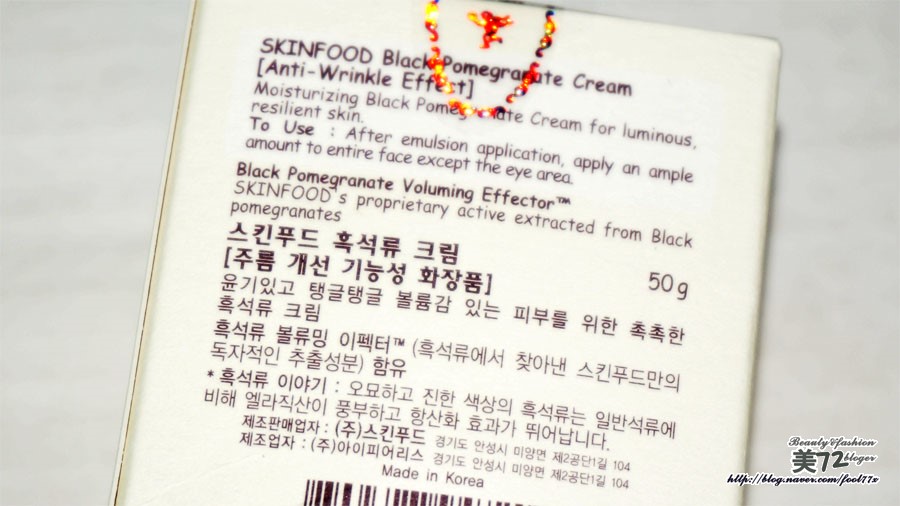 SKINFOOD Black Pomegranate Cream
[Anti-Wrinkle Effect]
Moisturizing Black Pomegranate Cream for luminous,
resilient skin.
To Use : After emulsion application, apply an ample
amount to entire face except the eye area.
Black Pomegranate Voluming Effector™
SKINFOOD's proprietary active extracted from Black
pomegranates
스킨푸드 흑석류 크림
[주름 개선 기능성 화장품] 50g
윤기있고 탱글탱글 볼륨감 있는 피부를 위한 촉촉한
흑석류 크림
흑석류 볼류밍 이펙터™ (흑석류에서 찾아낸 스킨푸드만의
독자적인 추출성분) 함유
* 흑석류 이야기 : 오묘하고 진한 색상의 흑석류는 일반석류에
비해 엘라직산이 풍부하고 항산화 효과가 뛰어납니다.
제조판매업자 : (주)스킨푸드 경기도 안성시 미양면 제2공단1길 104
제조업자 : (주)아이피어리스 경기도 안성시 미양면 제2공단1길 104
Made in Korea
Beauty&fashion
美72 bloger
http://blog.naver.com/fool77x